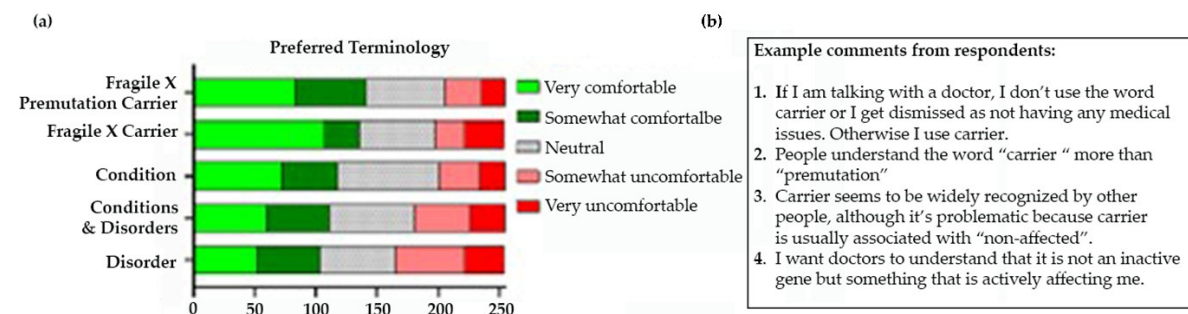 (a)
Preferred Terminology
Fragile X
Premutation Carrier
Fragile X Carrier
Condition
Conditions
& Disorders
Disorder
0 50 100 150 200 250
Very comfortable
Somewhat comfortalbe
Neutral
Somewhat uncomfortable
Very uncomfortable
(b)
Example comments from respondents:
1. If I am talking with a doctor, I don't use the word
carrier or I get dismissed as not having any medical
issues. Otherwise I use carrier.
2. People understand the word “carrier “ more than
“premutation”
3. Carrier seems to be widely recognized by other
people, although it's problematic because carrier
is usually associated with “non-affected”.
4. I want doctors to understand that it is not an inactive
gene but something that is actively affecting me.